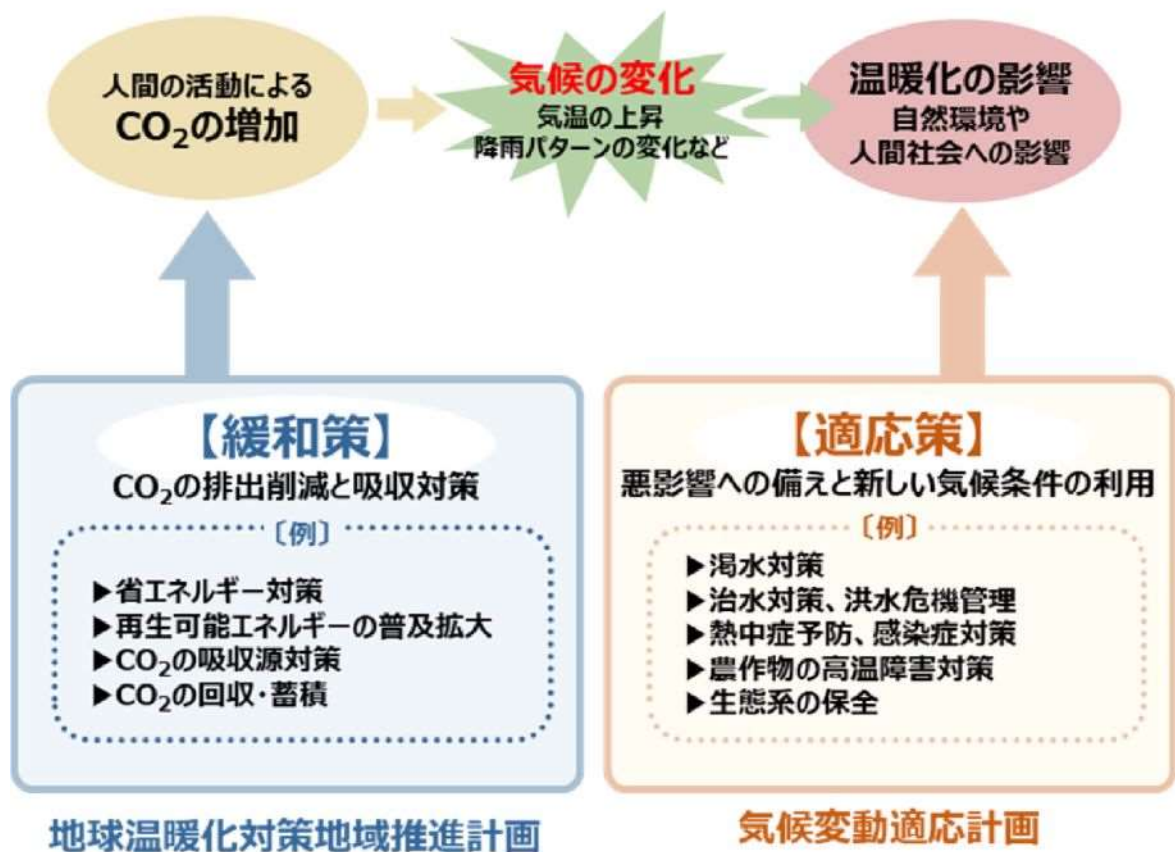 人間の活動による
CO₂の増加
気候の変化
気温の上昇
降雨パターンの変化など
温暖化の影響
自然環境や
人間社会への影響
【緩和策】
CO₂の排出削減と吸収対策
〔例〕
▶省エネルギー対策
▶再生可能エネルギーの普及拡大
▶CO₂の吸収源対策
▶CO₂の回収・蓄積
地球温暖化対策地域推進計画
【適応策】
悪影響への備えと新しい気候条件の利用
〔例〕
▶渇水対策
▶治水対策、洪水危機管理
▶熱中症予防、感染症対策
▶農作物の高温障害対策
▶生態系の保全
気候変動適応計画